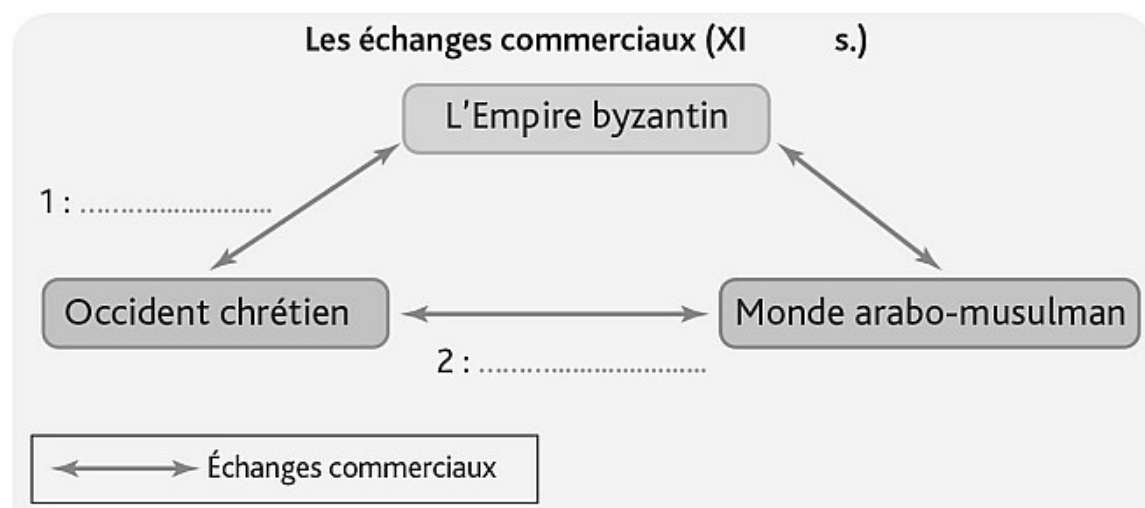 Les échanges commerciaux (XI s.)
L'Empire byzantin
1 : ............................
Occident chrétien
Monde arabo-musulman
2 : .................................
Échanges commerciaux